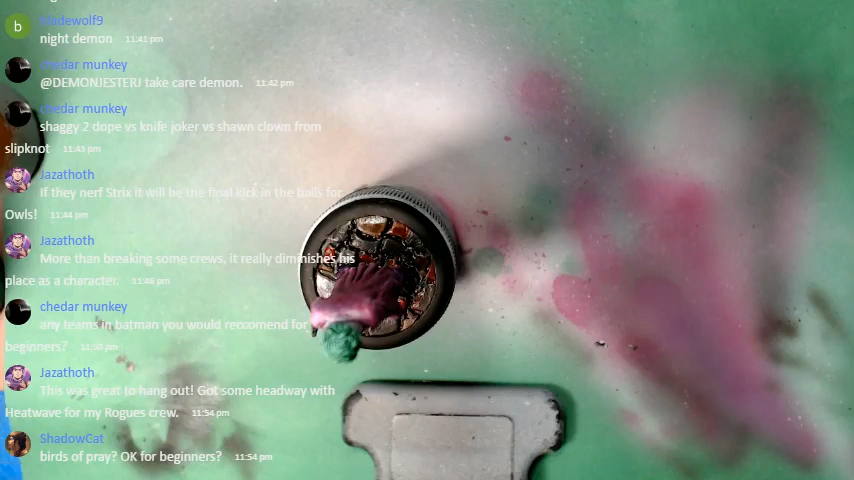 b
bladewolf9
night demon 11:41 pm
chedar munkey
@DEMONJESTERJ take care demon. 11:42 pm
chedar munkey
shaggy 2 dope vs knife joker vs shawn clown from
slipknot 11:43 pm
Jazathoth
If they nerf Strix it will be the final kick in the balls for
Owls! 11:44 pm
Jazathoth
More than breaking some crews, it really diminishes his
place as a character. 11:46 pm
chedar munkey
any teams in batman you would reccomend for
beginners? 11:50 pm
Jazathoth
This was great to hang out! Got some headway with
Heatwave for my Rogues crew. 11:54 pm
ShadowCat
birds of pray? OK for beginners? 11:54 pm